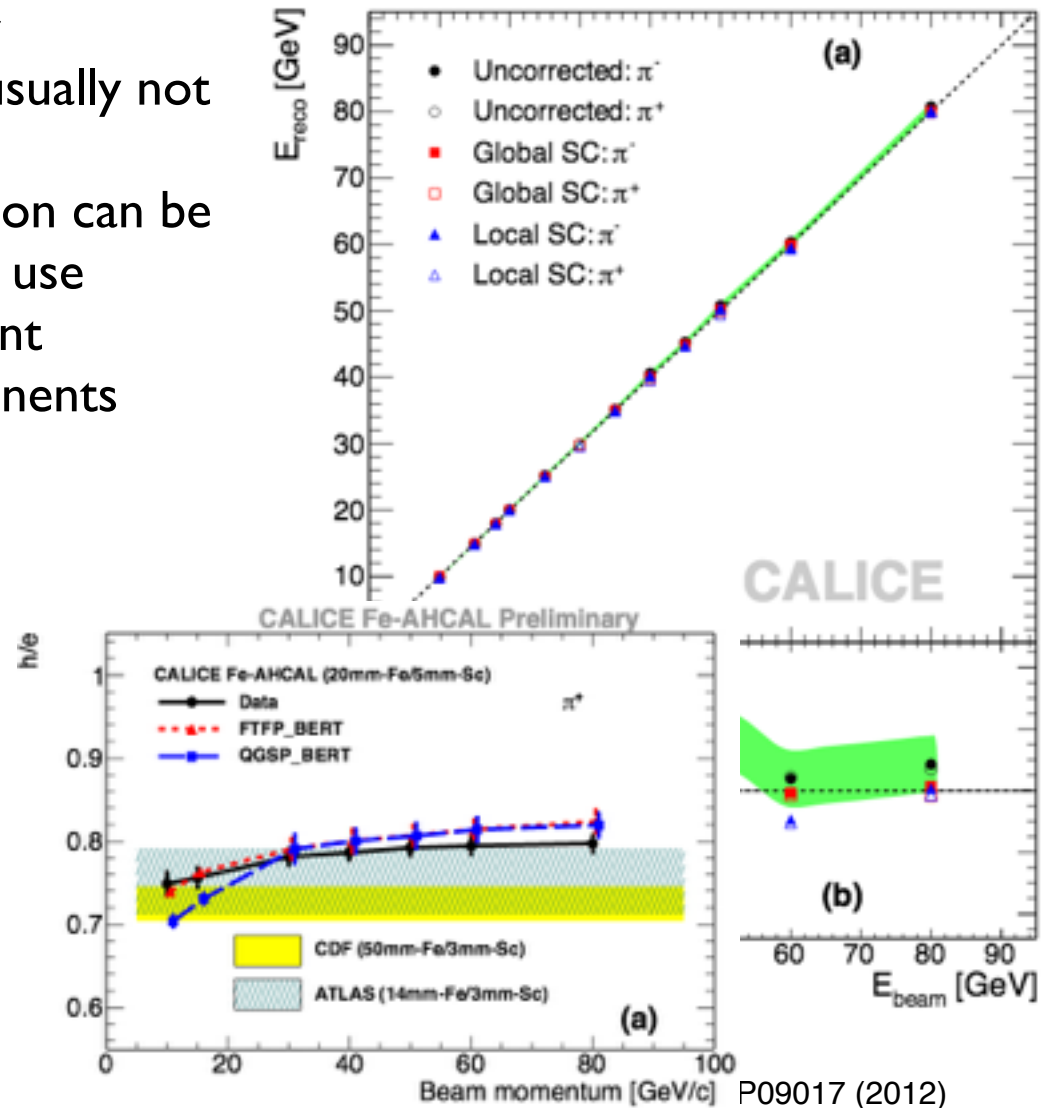 usually not
on can be
use
nt
nents
E_reco [GeV]
90
80
70
60
50
40
30
20
10
(a)
Uncorrected: π⁻
Uncorrected: π⁺
Global SC: π⁻
Global SC: π⁺
Local SC: π⁻
Local SC: π⁺
CALICE
CALICE Fe-AHCAL Preliminary
h/e
1
0.9
0.8
0.7
0.6
CALICE Fe-AHCAL (20mm-Fe/5mm-Sc)
Data
π⁺
FTFP_BERT
QGSP_BERT
CDF (50mm-Fe/3mm-Sc)
ATLAS (14mm-Fe/3mm-Sc)
(a)
0 20 40 60 80 100
Beam momentum [GeV/c]
(b)
60 70 80 90
E_beam [GeV]
P09017 (2012)